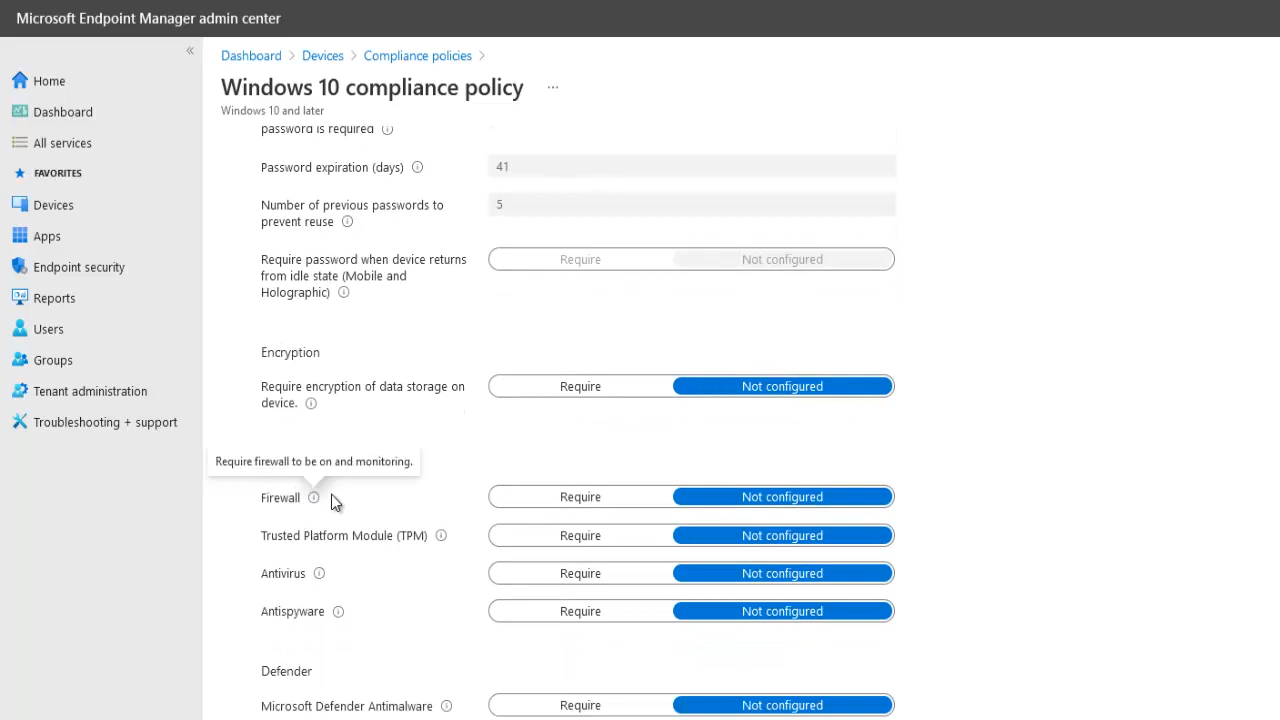 Microsoft Endpoint Manager admin center
«
Home
Dashboard
All services
FAVORITES
Devices
Apps
Endpoint security
Reports
Users
Groups
Tenant administration
Troubleshooting + support
Dashboard > Devices > Compliance policies >
Windows 10 compliance policy ...
Windows 10 and later
password is required
Password expiration (days) 41
Number of previous passwords to
prevent reuse
5
Require password when device returns
from idle state (Mobile and
Holographic)
Require Not configured
Encryption
Require encryption of data storage on
device.
Require Not configured
Require firewall to be on and monitoring.
Firewall Require Not configured
Trusted Platform Module (TPM) Require Not configured
Antivirus Require Not configured
Antispyware Require Not configured
Defender
Microsoft Defender Antimalware Require Not configured